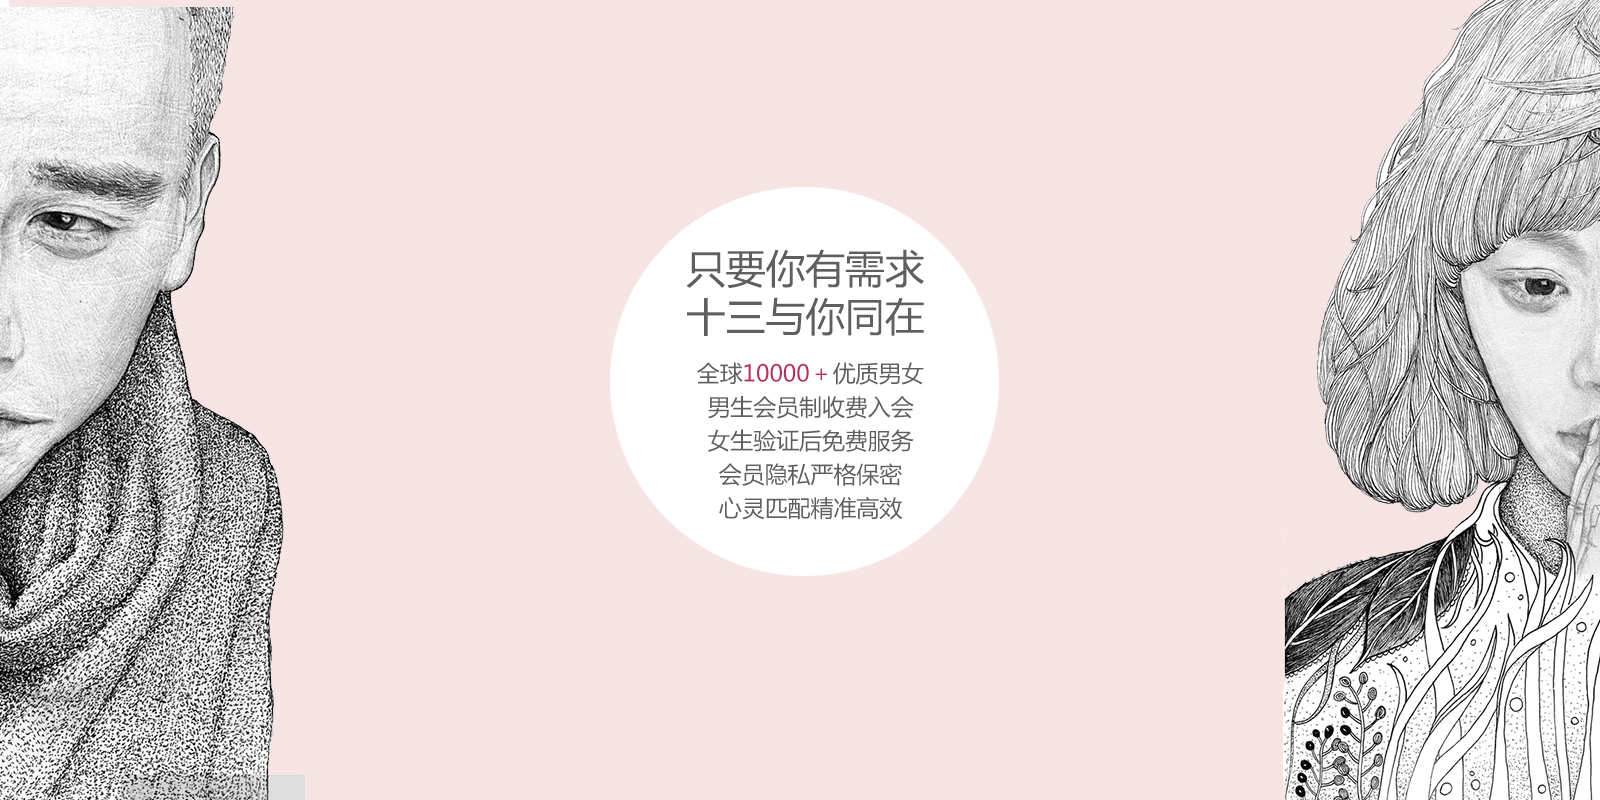 只要你有需求
十三与你同在
全球10000 + 优质男女
男生会员制收费入会
女生验证后免费服务
会员隐私严格保密
心灵匹配精准高效